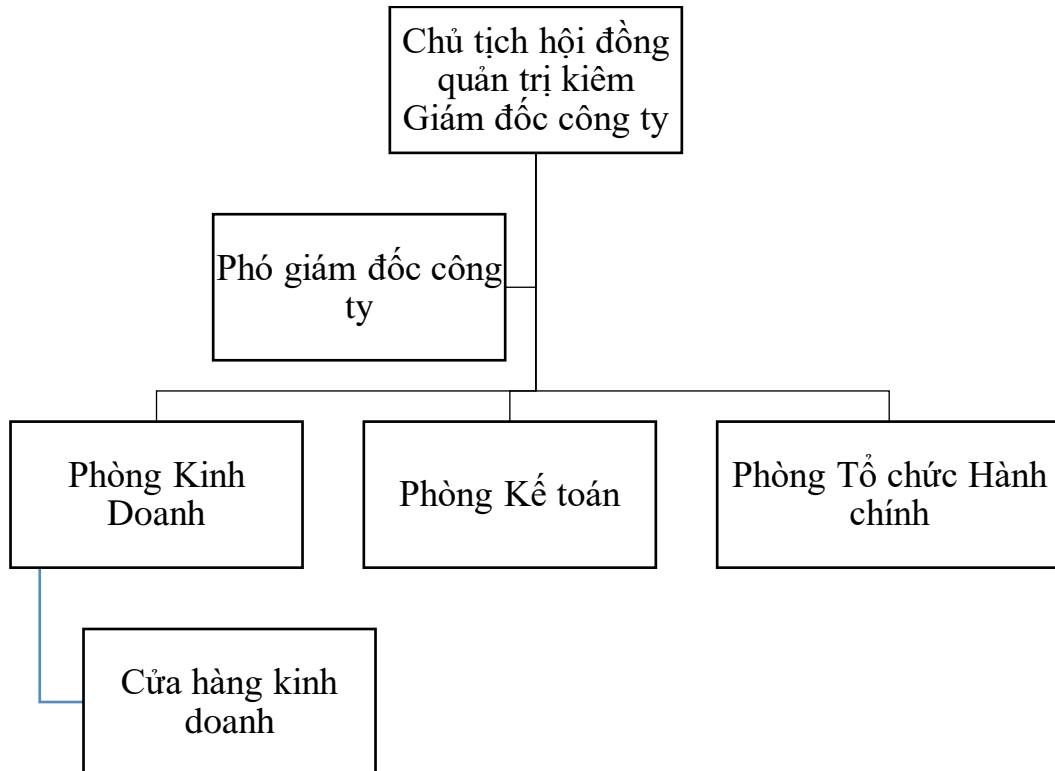 Chủ tịch hội đồng
quản trị kiêm
Giám đốc công ty
Phó giám đốc công
ty
Phòng Kinh
Doanh
Phòng Kế toán
Phòng Tổ chức Hành
chính
Cửa hàng kinh
doanh